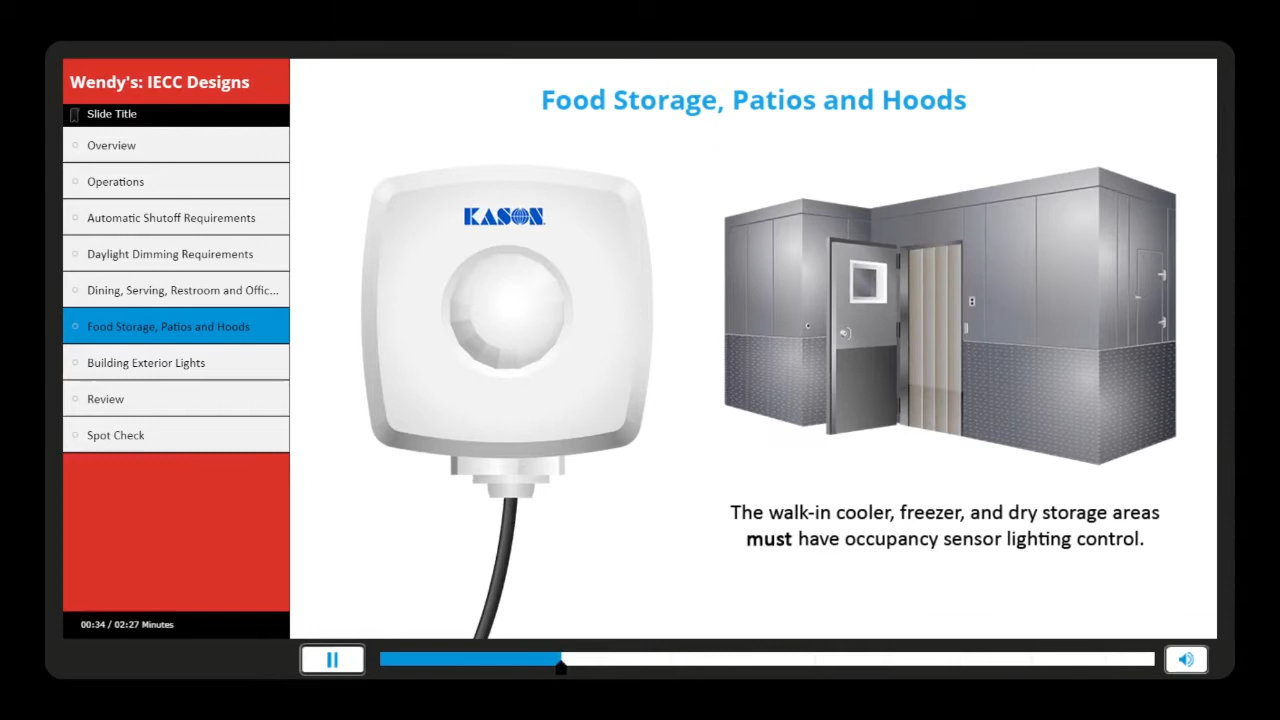 Wendy's: IECC Designs
Slide Title
Overview
Operations
Automatic Shutoff Requirements
Daylight Dimming Requirements
Dining, Serving, Restroom and Offic...
Food Storage, Patios and Hoods
Building Exterior Lights
Review
Spot Check
00:34 / 02:27 Minutes
Food Storage, Patios and Hoods
KASON
The walk-in cooler, freezer, and dry storage areas
must have occupancy sensor lighting control.